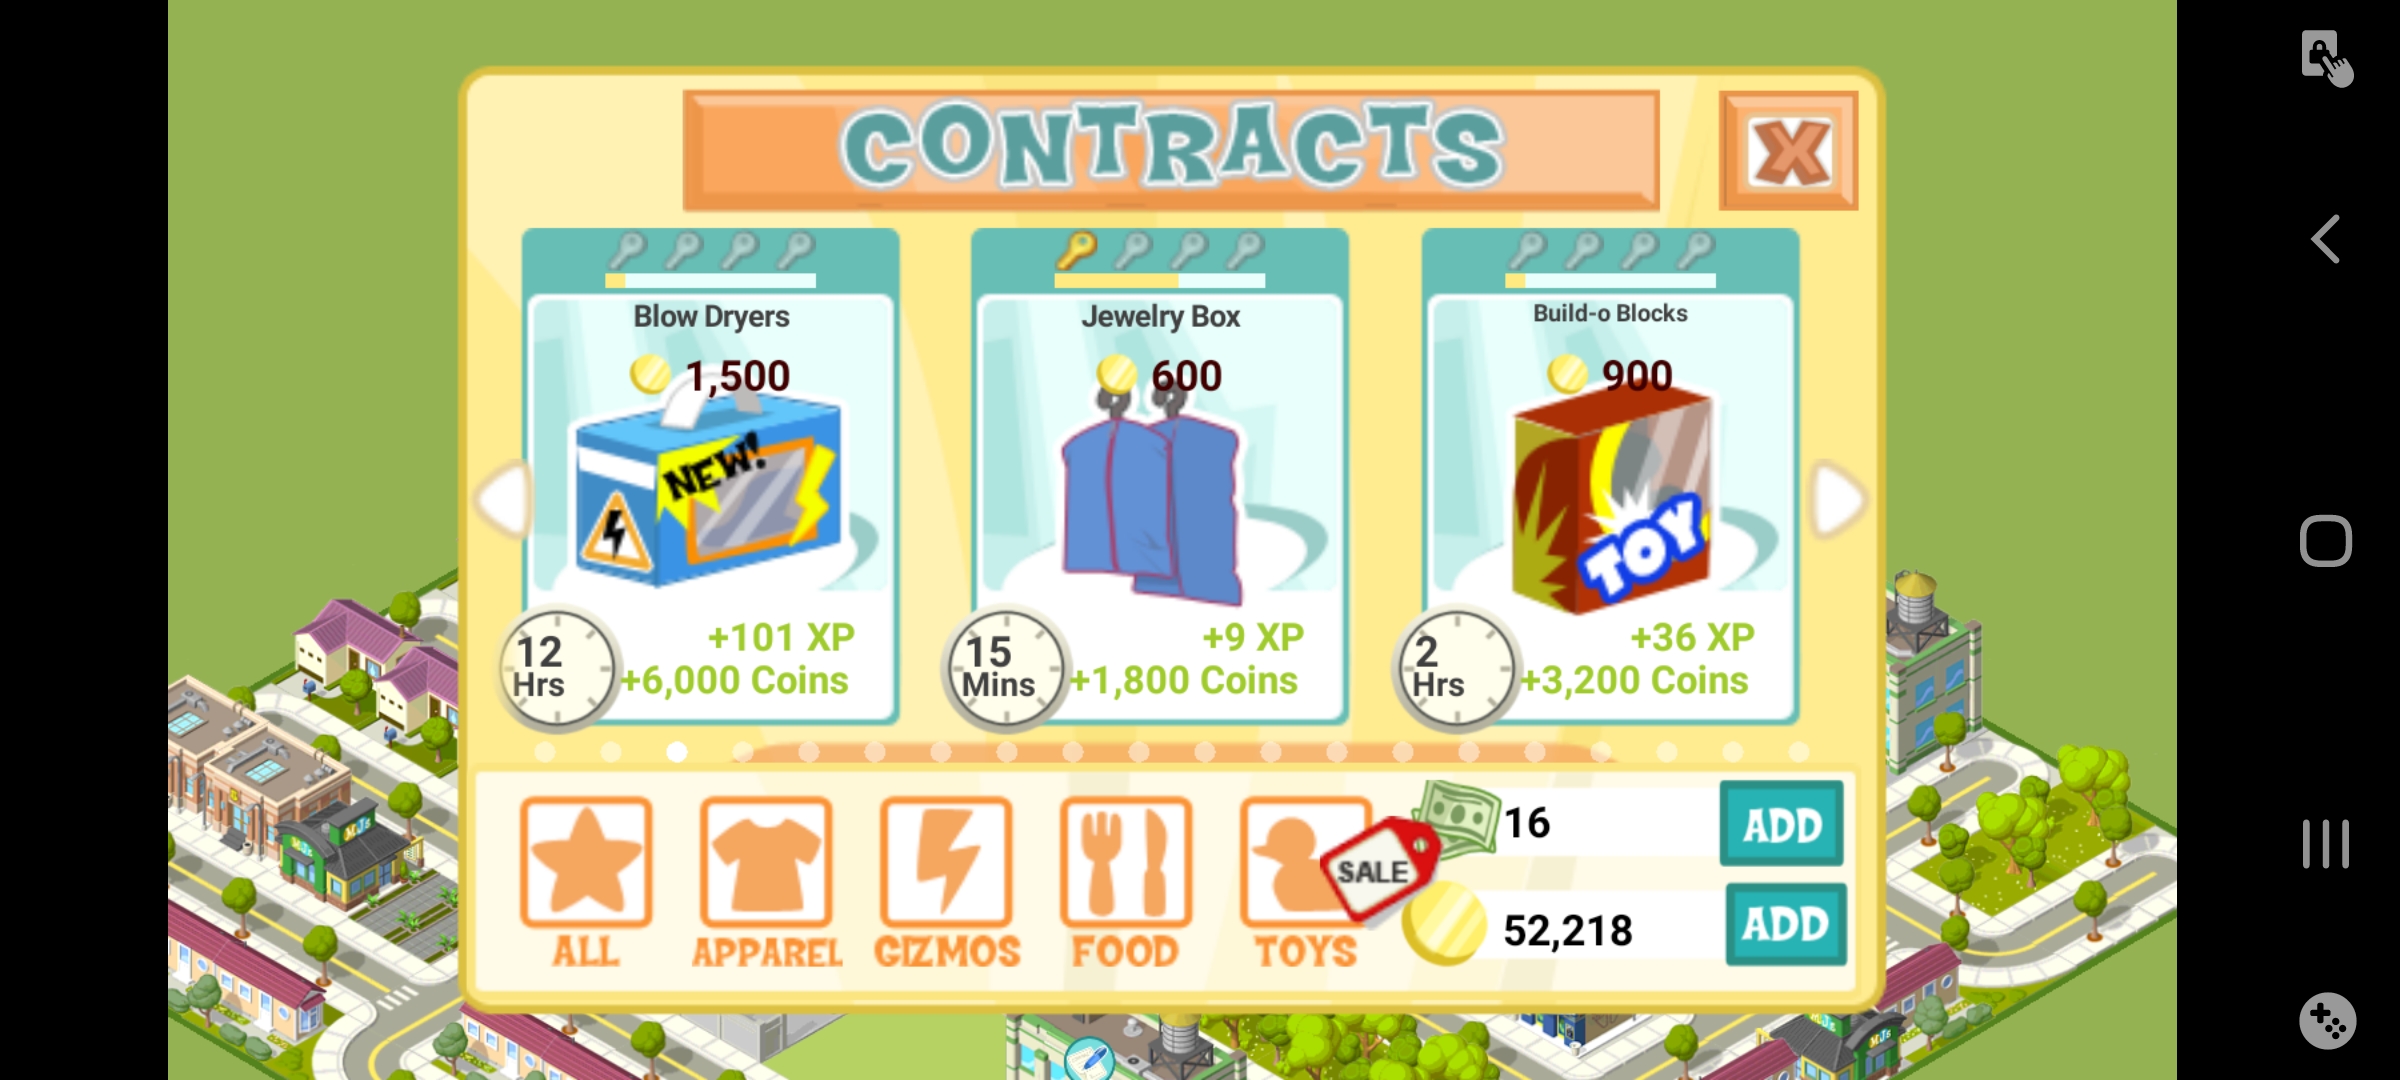 CONTRACTS
X
Blow Dryers
1,500
NEW!
12
Hrs
+101 XP
+6,000 Coins
Jewelry Box
600
15
Mins
+9 XP
+1,800 Coins
Build-o Blocks
900
TOY
2
Hrs
+36 XP
+3,200 Coins
ALL
APPAREL
GIZMOS
FOOD
TOYS
SALE
16
ADD
52,218
ADD
MJs